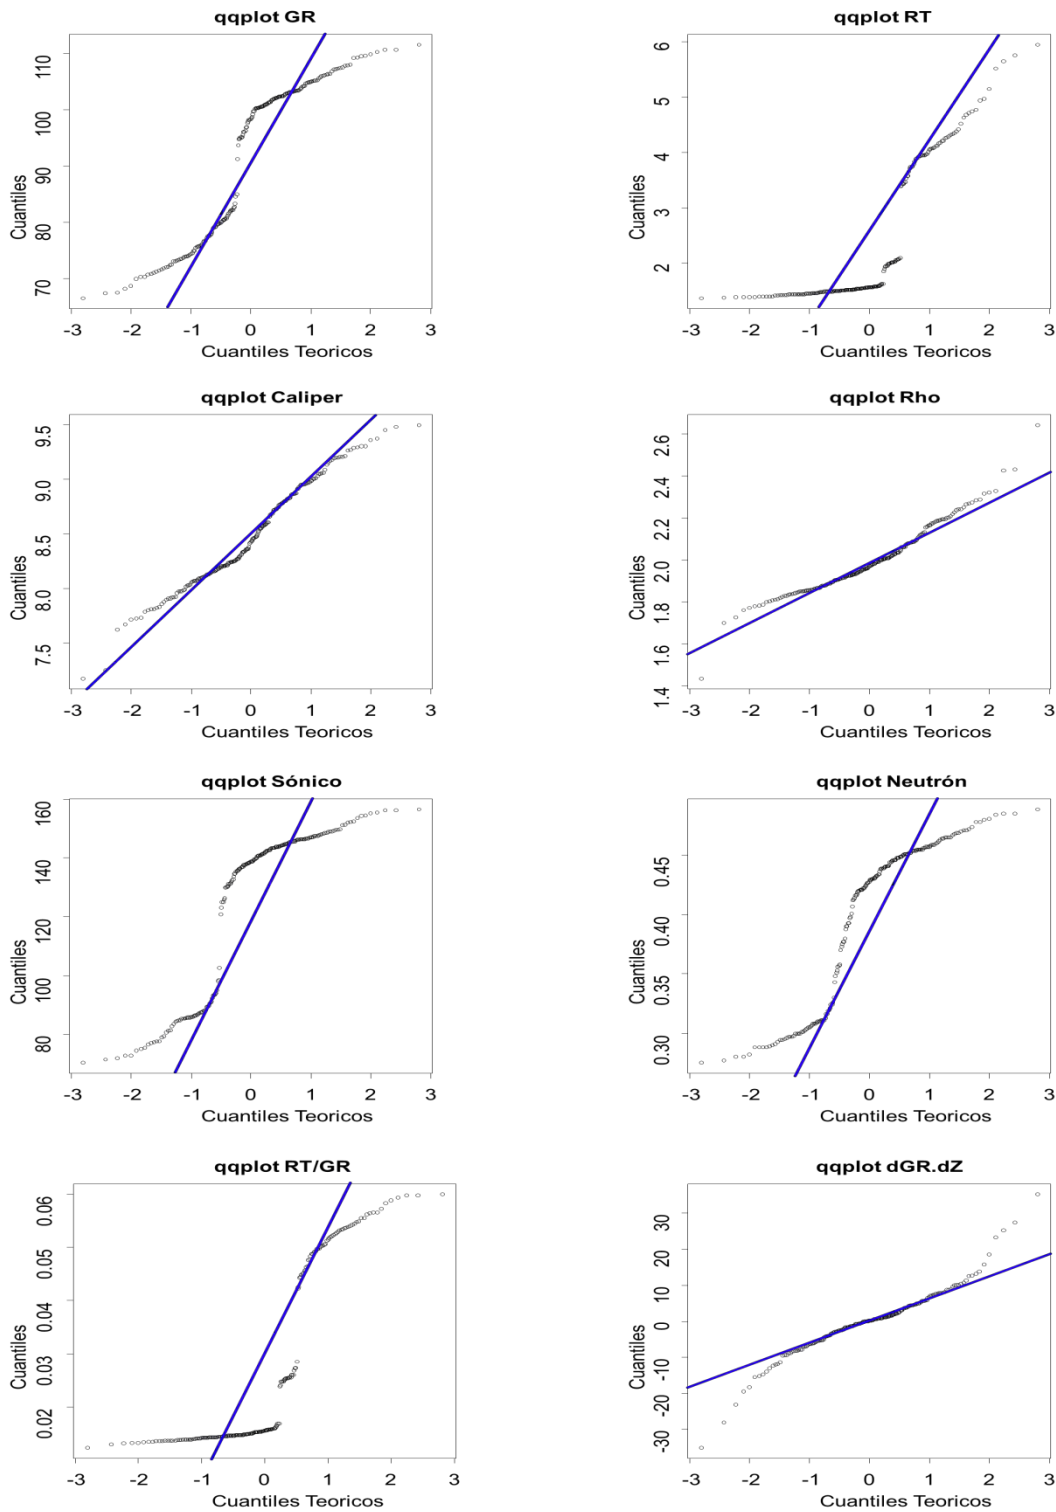 qqplot GR
110
100
90
80
70
Cuantiles
-3 -2 -1 0 1 2 3
Cuantiles Teoricos
qqplot RT
6
5
4
3
2
Cuantiles
-3 -2 -1 0 1 2 3
Cuantiles Teoricos
qqplot Caliper
9.5
9.0
8.5
8.0
7.5
Cuantiles
-3 -2 -1 0 1 2 3
Cuantiles Teoricos
qqplot Rho
2.6
2.4
2.2
2.0
1.8
1.6
1.4
Cuantiles
-3 -2 -1 0 1 2 3
Cuantiles Teoricos
qqplot Sónico
160
140
120
100
80
Cuantiles
-3 -2 -1 0 1 2 3
Cuantiles Teoricos
qqplot Neutrón
0.45
0.40
0.35
0.30
Cuantiles
-3 -2 -1 0 1 2 3
Cuantiles Teoricos
qqplot RT/GR
0.06
0.05
0.04
0.03
0.02
Cuantiles
-3 -2 -1 0 1 2 3
Cuantiles Teoricos
qqplot dGR.dZ
30
20
10
0
-10
-20
-30
Cuantiles
-3 -2 -1 0 1 2 3
Cuantiles Teoricos